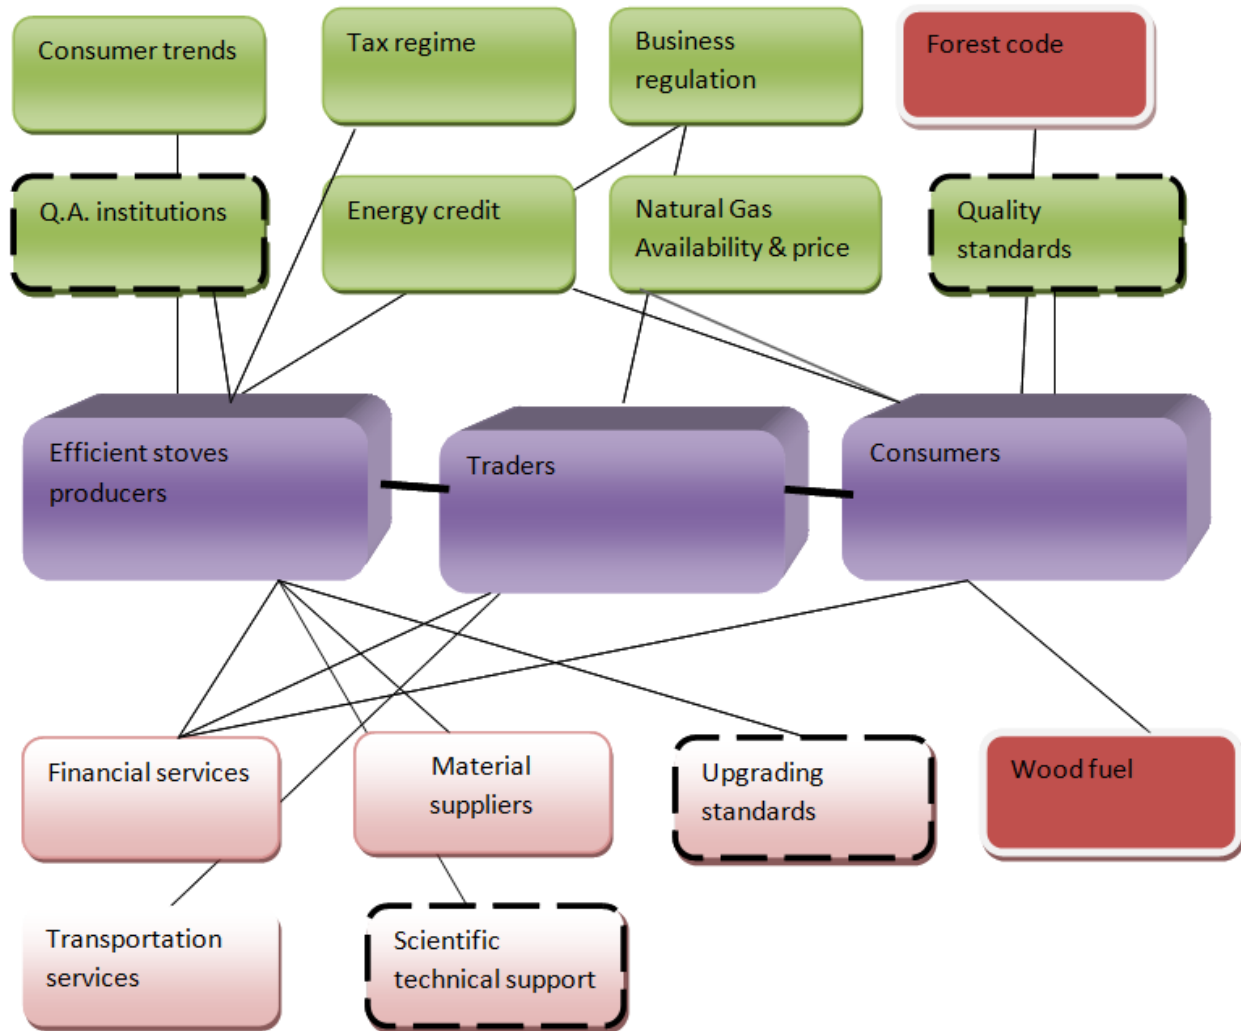 Consumer trends
Tax regime
Business
regulation
Forest code
Q.A. institutions
Energy credit
Natural Gas
Availability & price
Quality
standards
Efficient stoves
producers
Traders
Consumers
Financial services
Material
suppliers
Upgrading
standards
Wood fuel
Transportation
services
Scientific
technical support